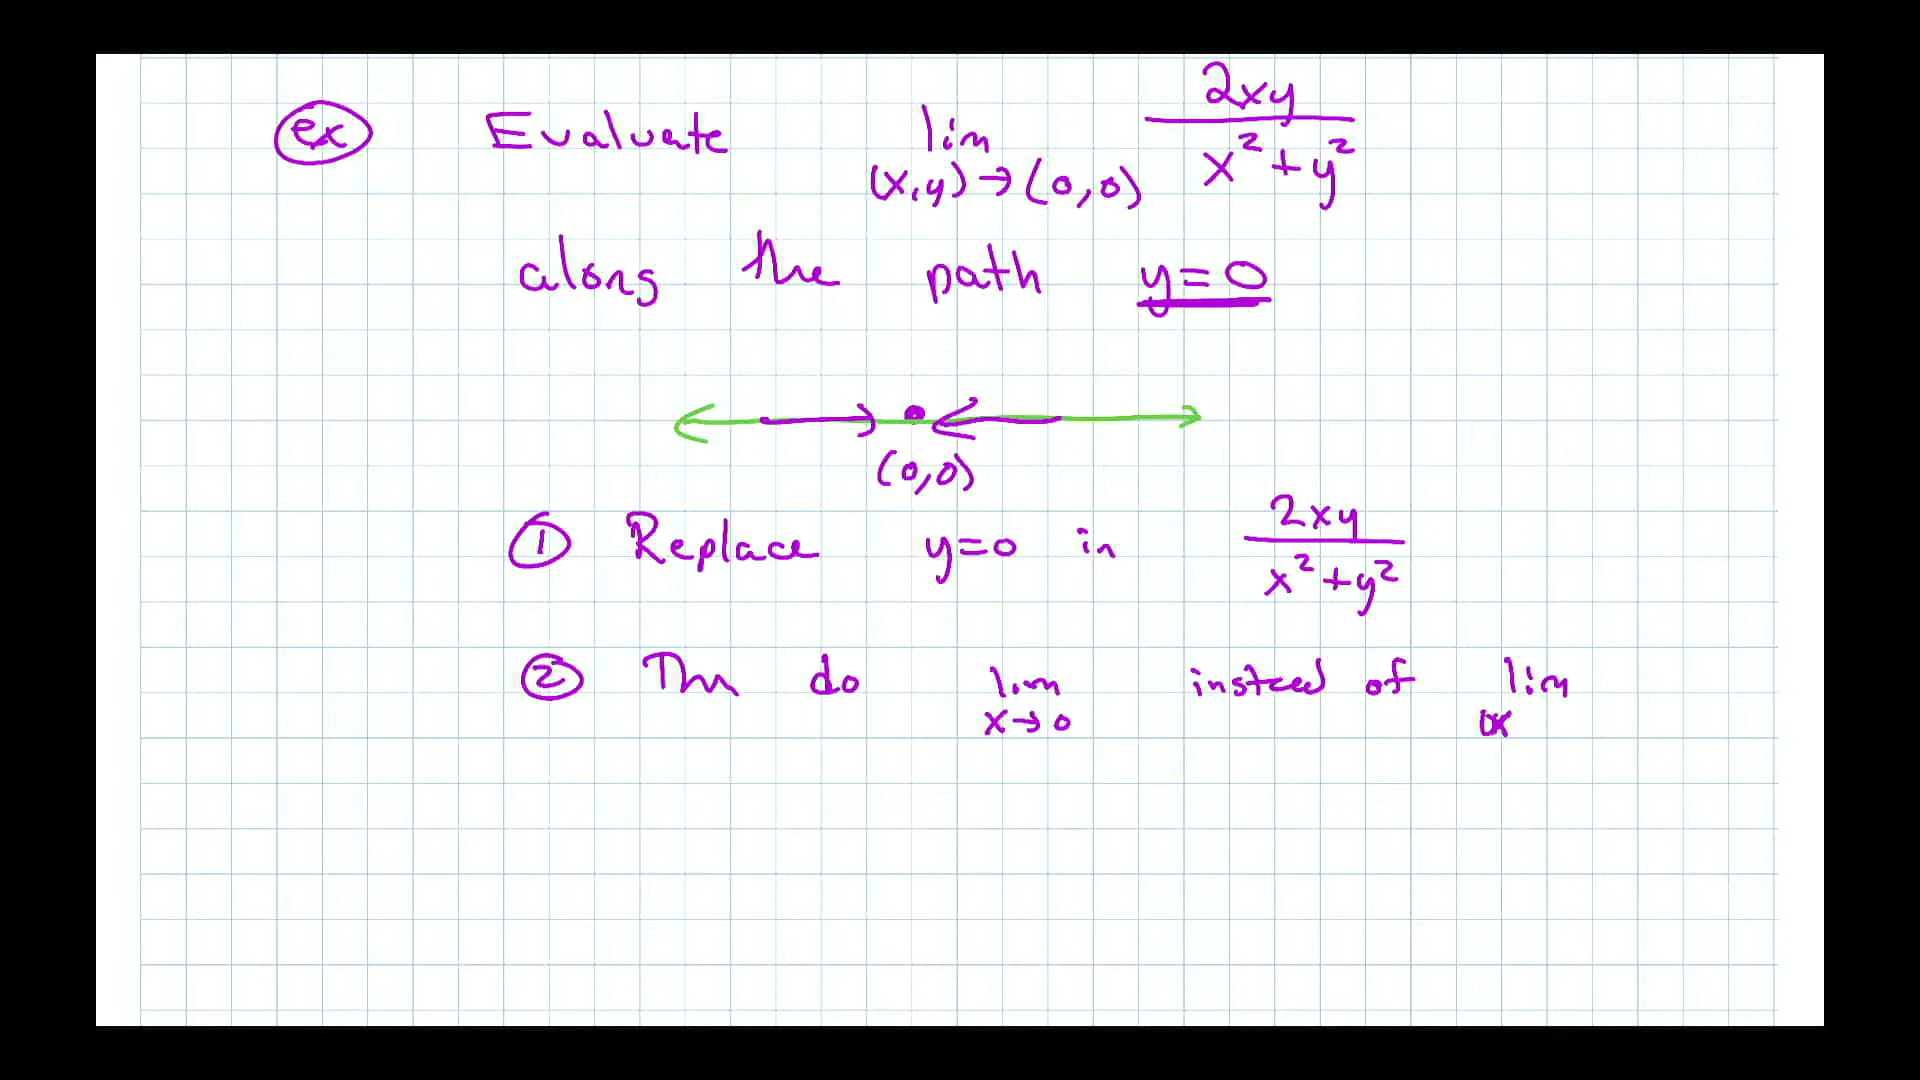 ex Evaluate lim (x,y)→(0,0) 2xy / x²+y²
along the path y=0
(0,0)
① Replace y=0 in 2xy / x²+y²
② Then do lim x→0 instead of lim (x